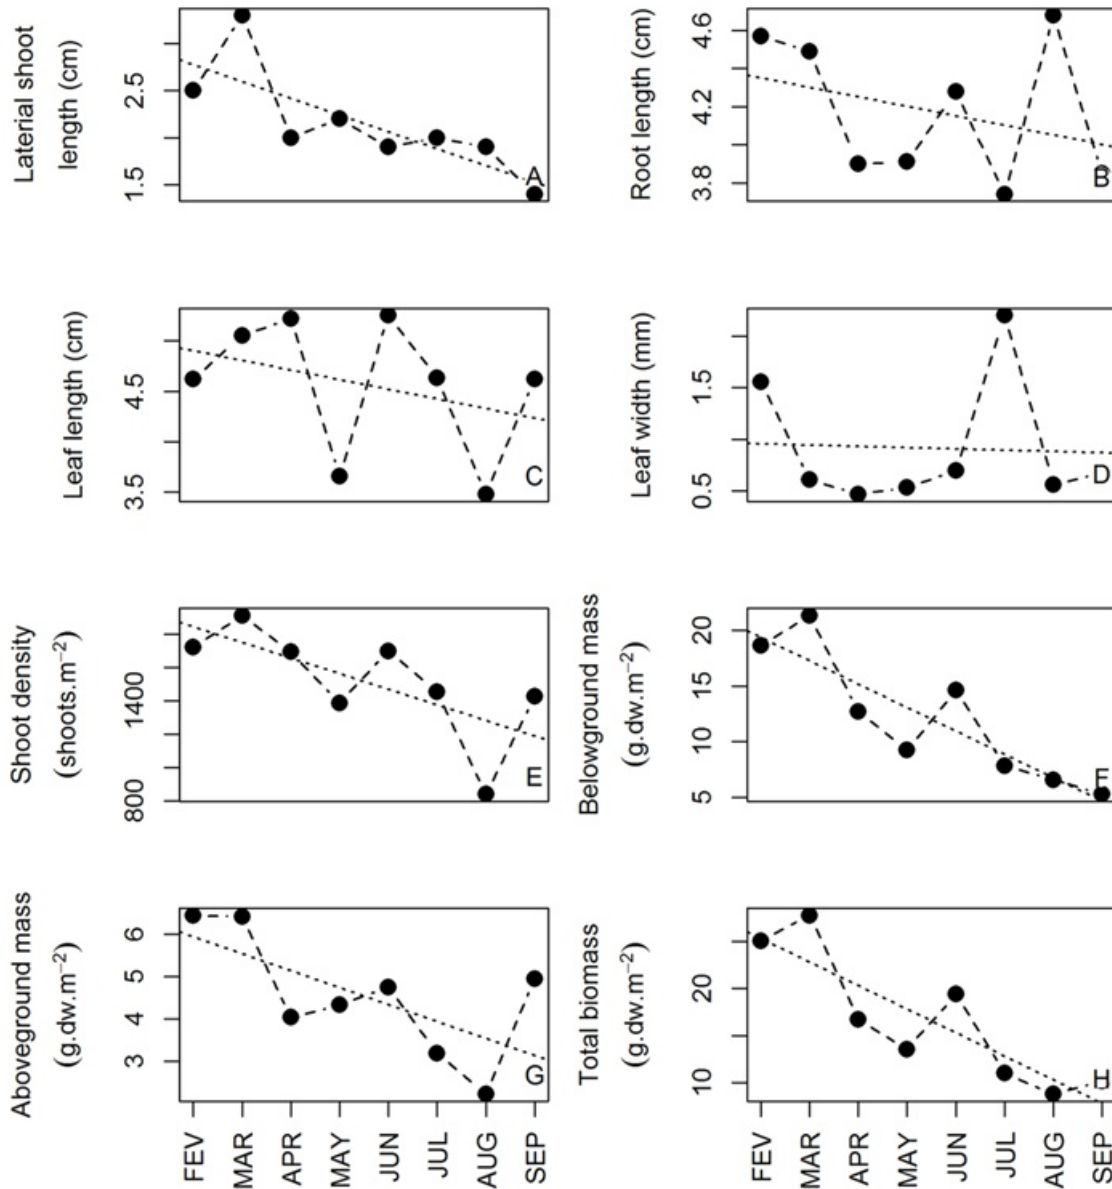 Laterial shoot
length (cm)
2.5
1.5
A
Root length (cm)
4.6
4.2
3.8
B
Leaf length (cm)
4.5
3.5
C
Leaf width (mm)
1.5
0.5
D
Shoot density
(shoots.m⁻²)
1400
800
E
Belowground mass
(g.dw.m⁻²)
20
15
10
5
F
Aboveground mass
(g.dw.m⁻²)
6
5
4
3
G
FEV
MAR
APR
MAY
JUN
JUL
AUG
SEP
Total biomass
(g.dw.m⁻²)
20
10
H
FEV
MAR
APR
MAY
JUN
JUL
AUG
SEP